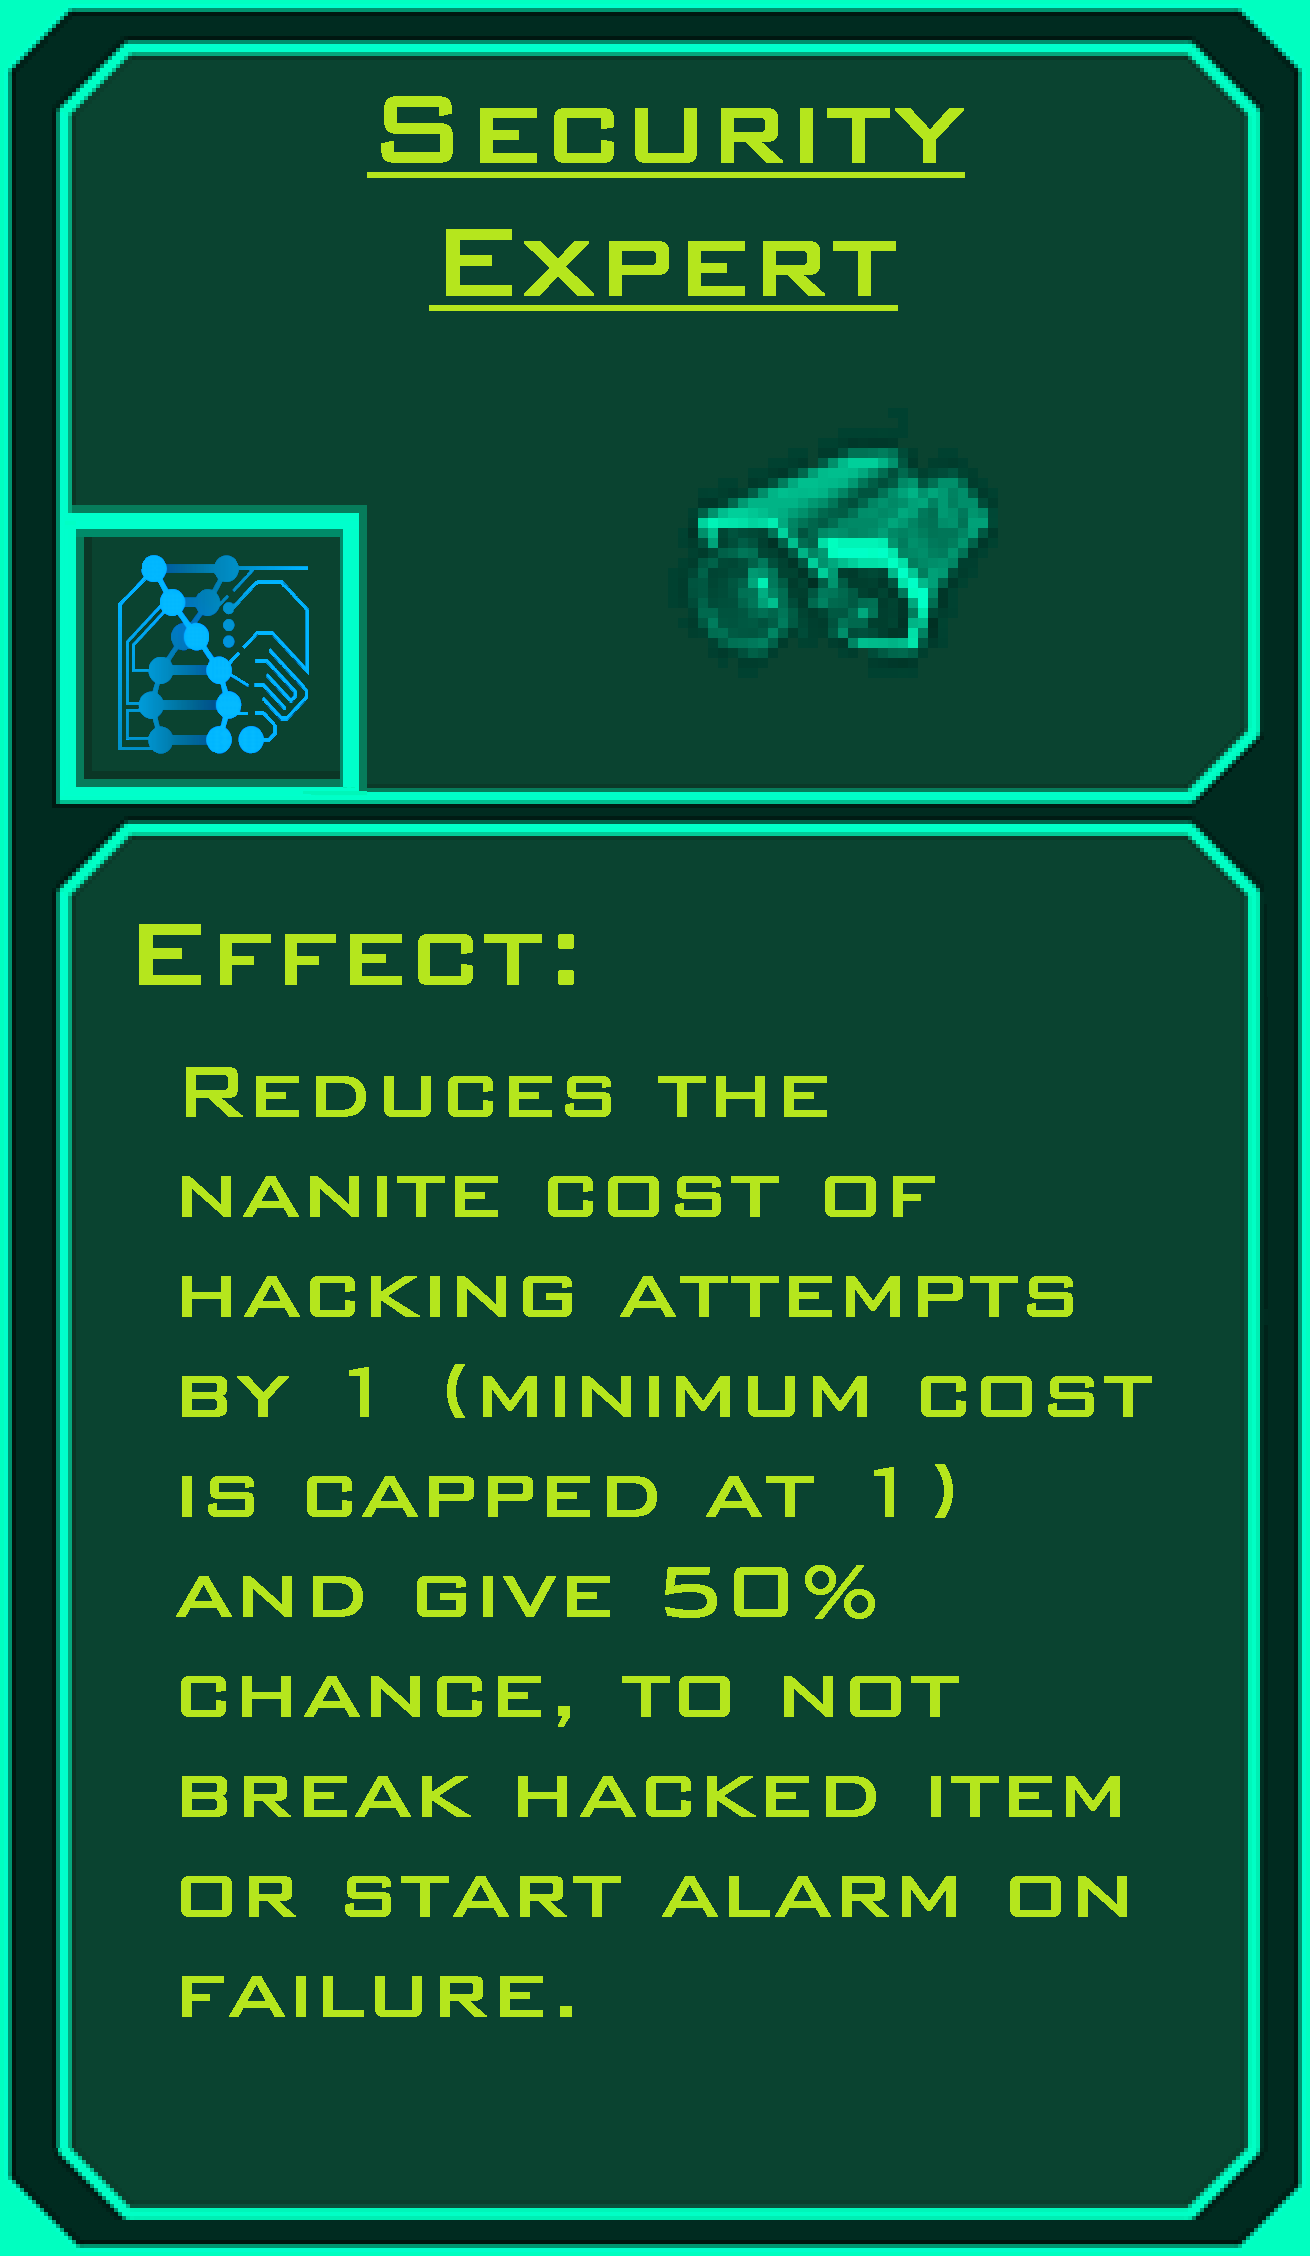 Security
Expert
Effect:
Reduces the
nanite cost of
hacking attempts
by 1 (minimum cost
is capped at 1)
and give 50%
chance, to not
break hacked item
or start alarm on
failure.